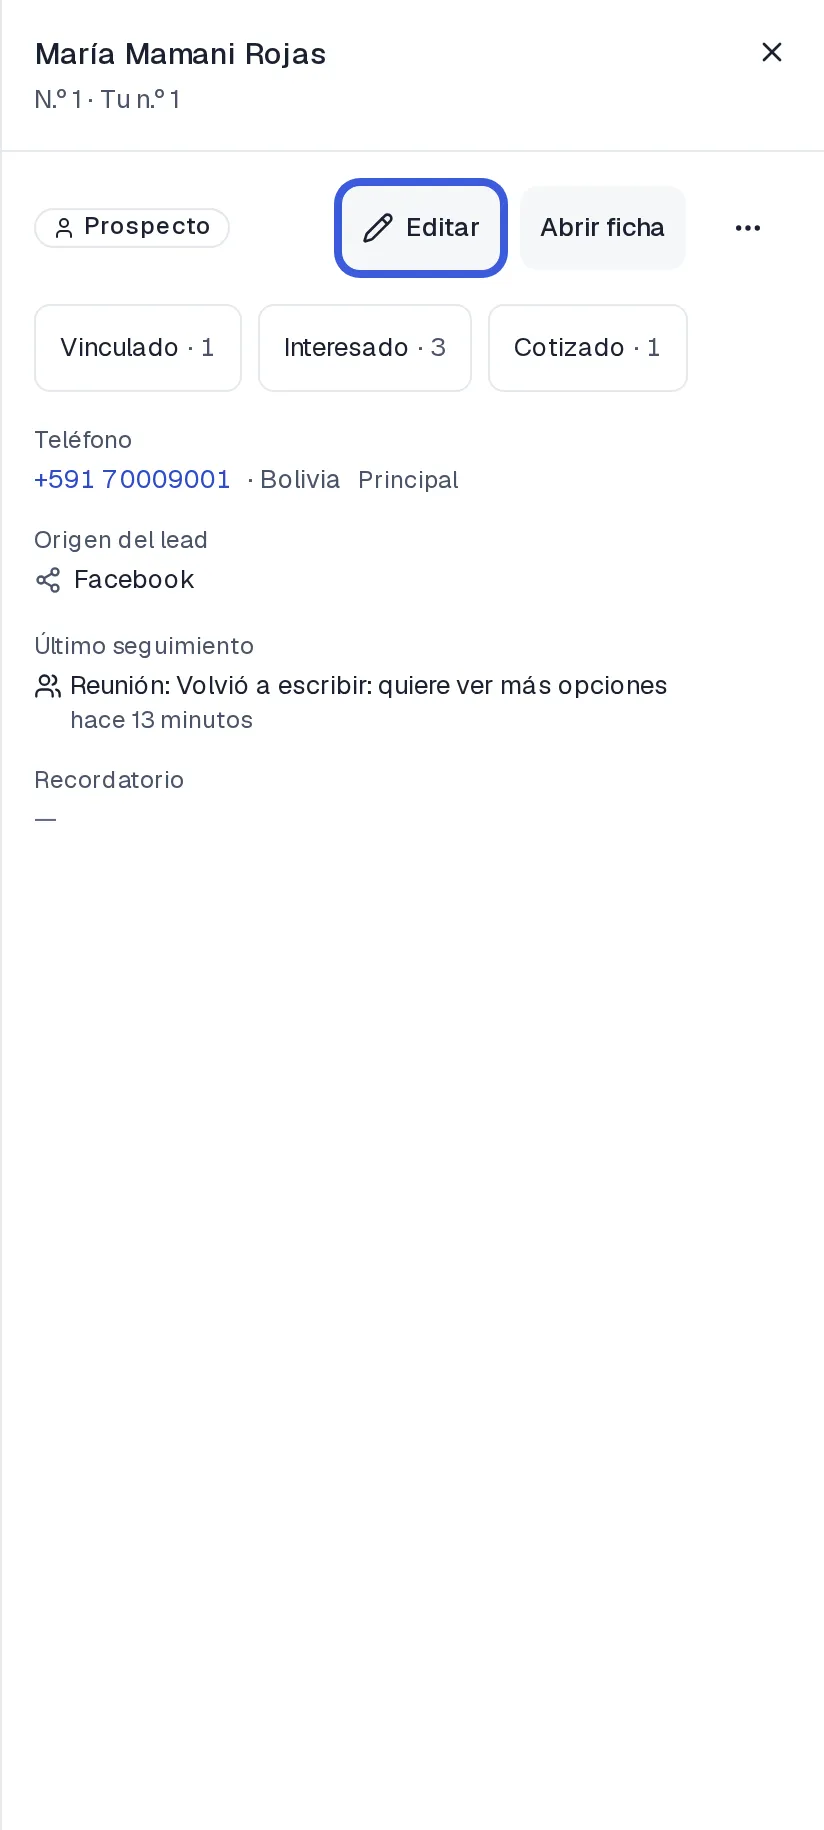 María Mamani Rojas
N.º 1 · Tu n.º 1
Prospecto
Editar
Abrir ficha
Vinculado · 1
Interesado · 3
Cotizado · 1
Teléfono
+591 70009001 · Bolivia Principal
Origen del lead
Facebook
Último seguimiento
Reunión: Volvió a escribir: quiere ver más opciones
hace 13 minutos
Recordatorio
—